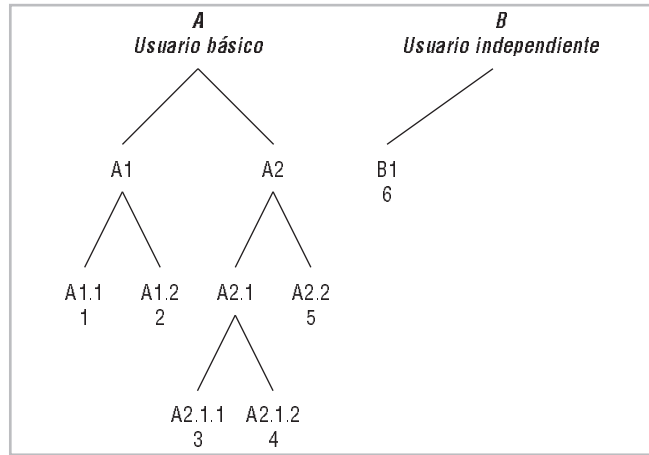 A
Usuario básico
B
Usuario independiente
A1
A2
B1
6
A1.1
1
A1.2
2
A2.1
A2.2
5
A2.1.1
3
A2.1.2
4